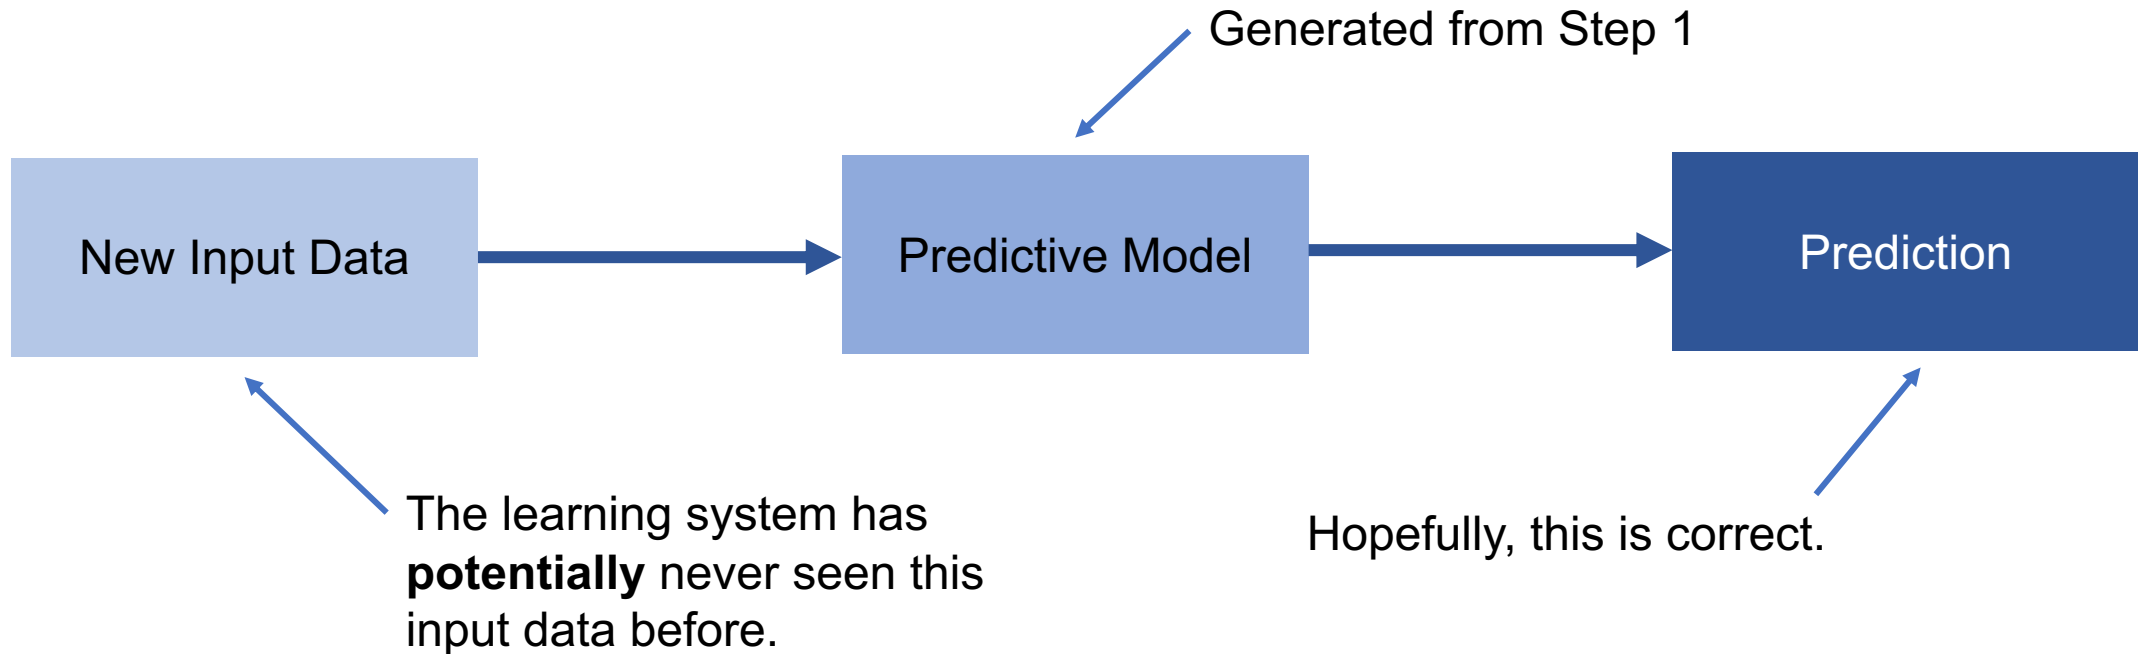 Generated from Step 1
New Input Data
Predictive Model
Prediction
The learning system has
potentially never seen this
input data before.
Hopefully, this is correct.